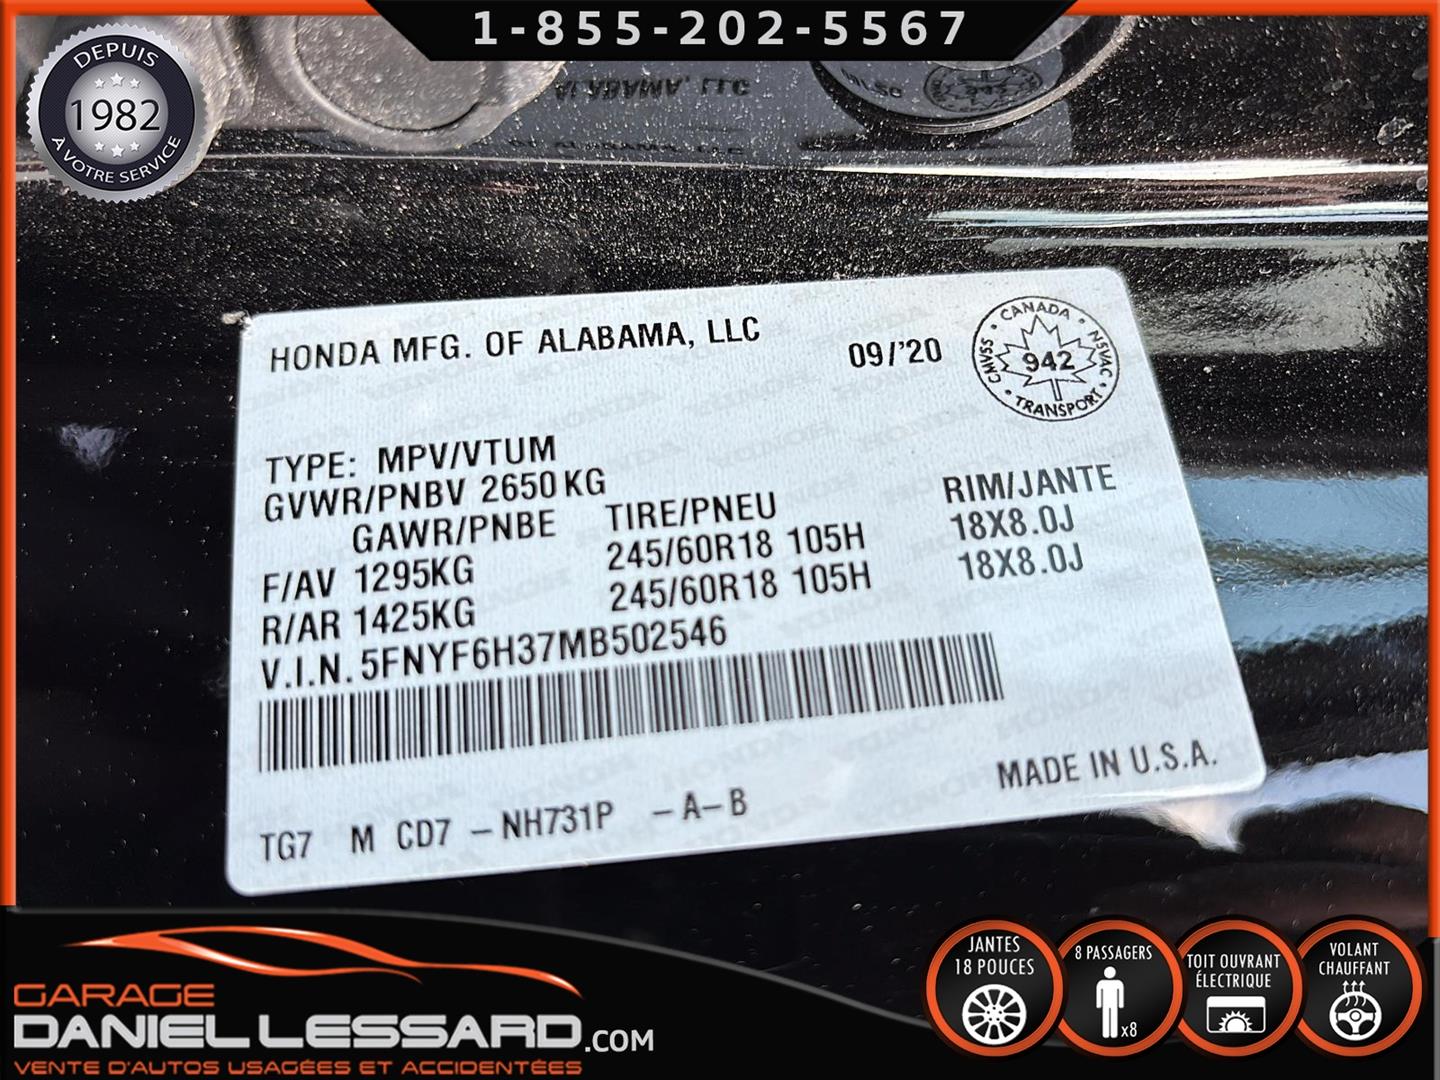 1-855-202-5567
DEPUIS
1982
À VOTRE SERVICE
ALABAMA, LLC
HONDA MFG. OF ALABAMA, LLC
09/'20
CANADA
CMVSS
942
NSVAC
TRANSPORT
TYPE: MPV/VTUM
GVWR/PNBV 2650 KG
GAWR/PNBE TIRE/PNEU RIM/JANTE
F/AV 1295KG 245/60R18 105H 18X8.0J
R/AR 1425KG 245/60R18 105H 18X8.0J
V.I.N. 5FNYF6H37MB502546
MADE IN U.S.A.
TG7 M CD7 -NH731P -A-B
GARAGE
DANIEL LESSARD.COM
VENTE D'AUTOS USAGÉES ET ACCIDENTÉES
JANTES
18 POUCES
8 PASSAGERS
x8
TOIT OUVRANT
ÉLECTRIQUE
VOLANT
CHAUFFANT